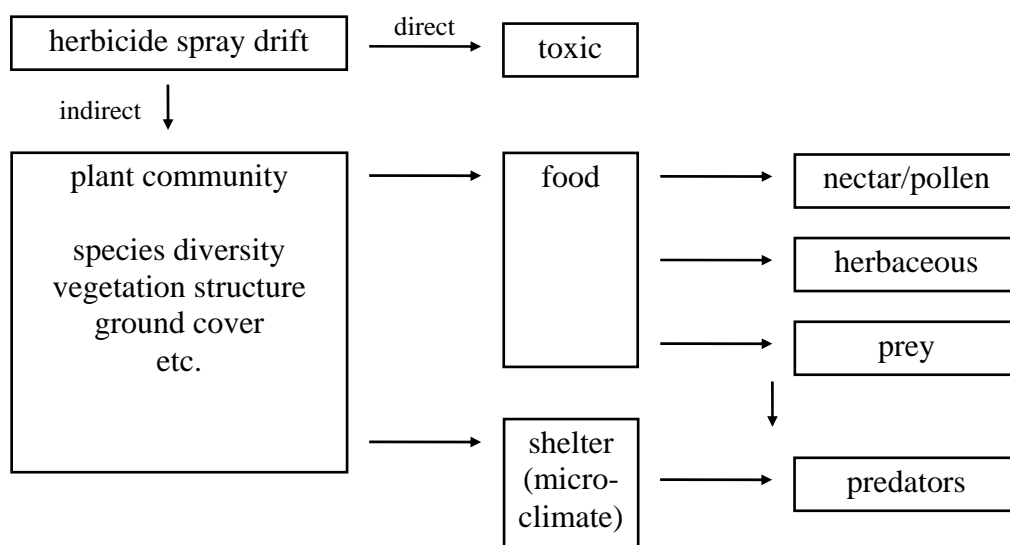 herbicide spray drift
direct
toxic
indirect
plant community
species diversity
vegetation structure
ground cover
etc.
food
nectar/pollen
herbaceous
prey
shelter
(micro-
climate)
predators